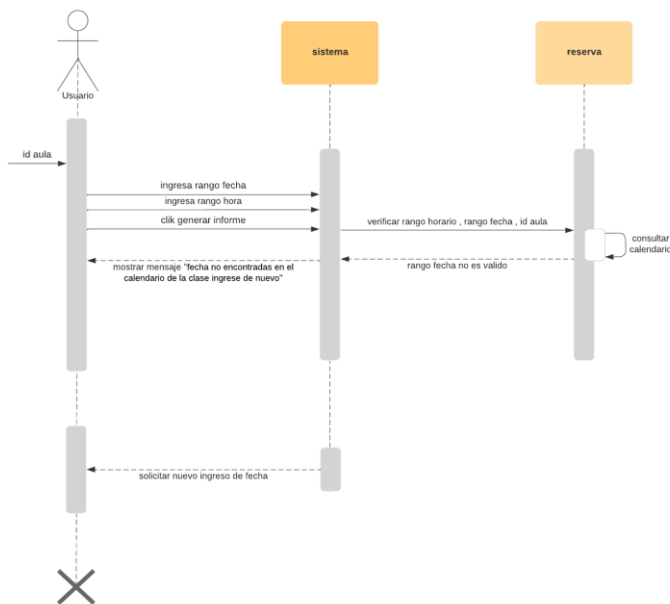 sistema
reserva
Usuario
id aula
ingresa rango fecha
ingresa rango hora
clik generar informe
verificar rango horario , rango fecha , id aula
consultar
calendario
mostrar mensaje "fecha no encontradas en el
calendario de la clase ingrese de nuevo"
rango fecha no es valido
solicitar nuevo ingreso de fecha